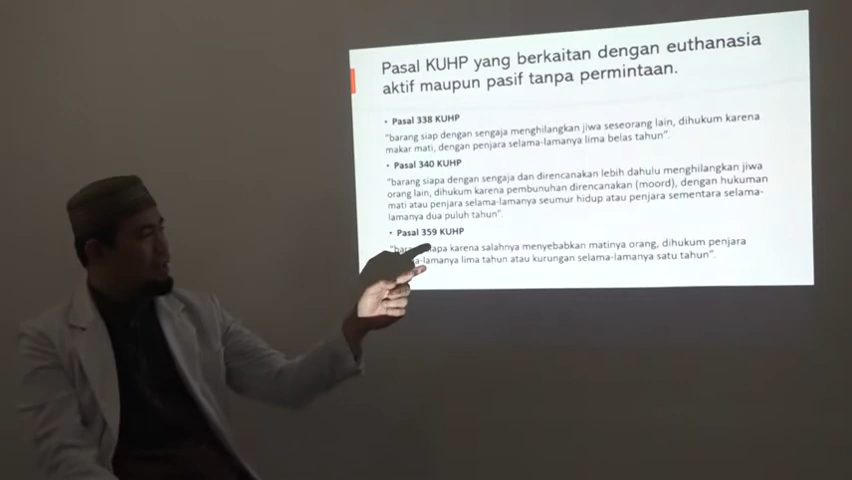 Pasal KUHP yang berkaitan dengan euthanasia
aktif maupun pasif tanpa permintaan.
• Pasal 338 KUHP
"barang siap dengan sengaja menghilangkan jiwa seseorang lain, dihukum karena
makar mati, dengan penjara selama-lamanya lima belas tahun".
• Pasal 340 KUHP
"barang siapa dengan sengaja dan direncanakan lebih dahulu menghilangkan jiwa
orang lain, dihukum karena pembunuhan direncanakan (moord), dengan hukuman
mati atau penjara selama-lamanya seumur hidup atau penjara sementara selama-
lamanya dua puluh tahun".
• Pasal 359 KUHP
karena salahnya menyebabkan matinya orang, dihukum penjara
lima tahun atau kurungan selama-lamanya satu tahun".